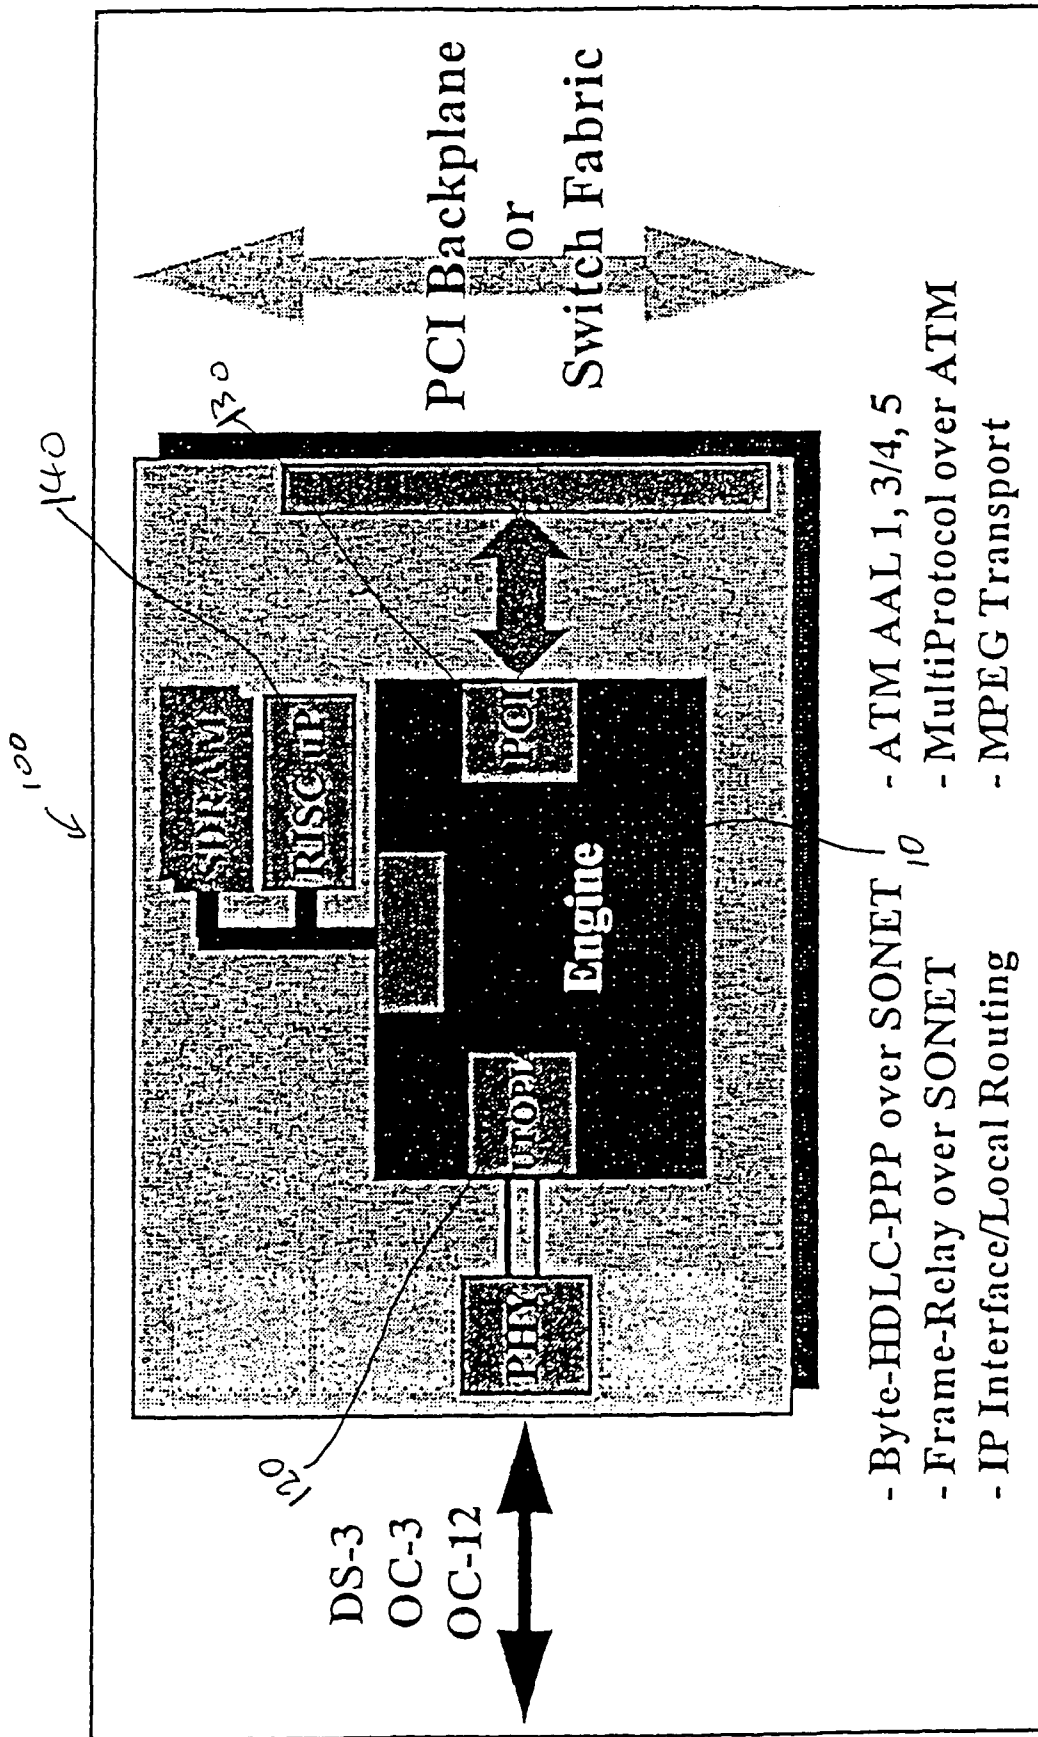 100
140
130
SDRAM
RISC uP
PCI Backplane
or
Switch Fabric
DS-3
OC-3
OC-12
120
PHY
UTOPI
Engine
PCI
10
- Byte-HDLC-PPP over SONET
- Frame-Relay over SONET
- IP Interface/Local Routing
- ATM AAL 1, 3/4, 5
- MultiProtocol over ATM
- MPEG Transport